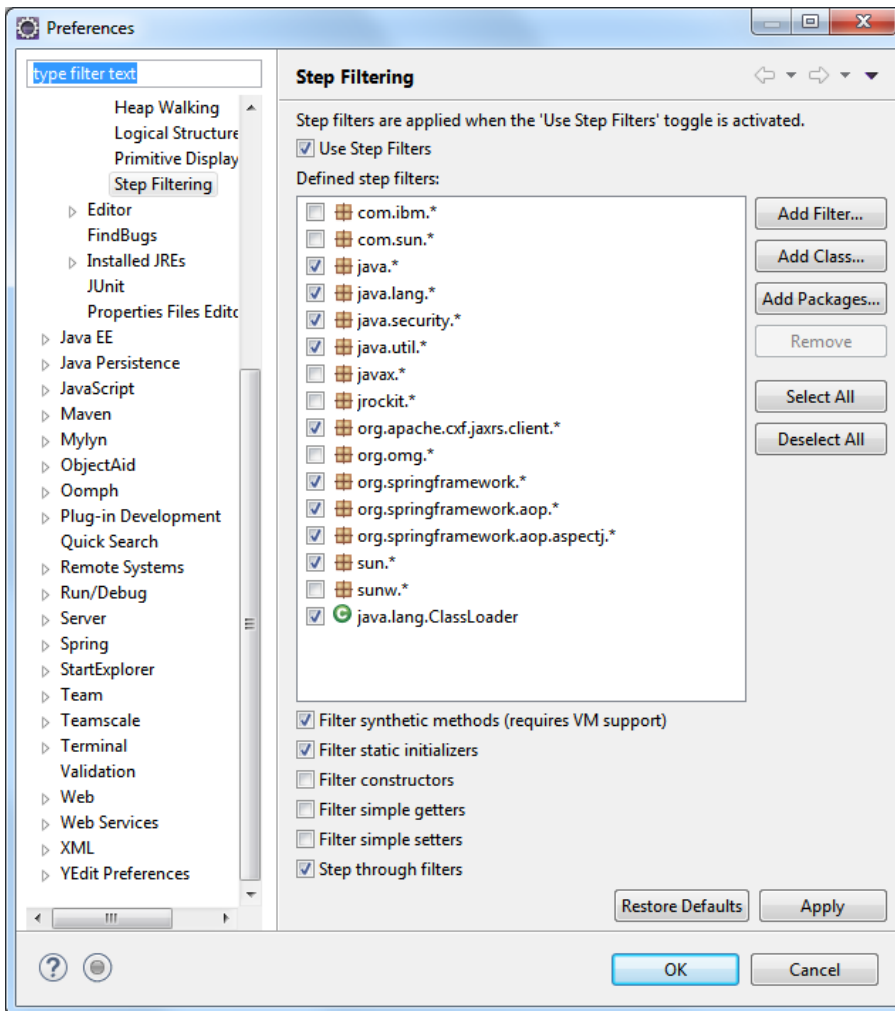 Preferences
type filter text
Heap Walking
Logical Structure
Primitive Display
Step Filtering
Editor
FindBugs
Installed JREs
JUnit
Properties Files Edito
Java EE
Java Persistence
JavaScript
Maven
Mylyn
ObjectAid
Oomph
Plug-in Development
Quick Search
Remote Systems
Run/Debug
Server
Spring
StartExplorer
Team
Teamscale
Terminal
Validation
Web
Web Services
XML
YEdit Preferences
Step Filtering
Step filters are applied when the 'Use Step Filters' toggle is activated.
Use Step Filters
Defined step filters:
com.ibm.*
com.sun.*
java.*
java.lang.*
java.security.*
java.util.*
javax.*
jrockit.*
org.apache.cxf.jaxrs.client.*
org.omg.*
org.springframework.*
org.springframework.aop.*
org.springframework.aop.aspectj.*
sun.*
sunw.*
java.lang.ClassLoader
Add Filter...
Add Class...
Add Packages...
Remove
Select All
Deselect All
Filter synthetic methods (requires VM support)
Filter static initializers
Filter constructors
Filter simple getters
Filter simple setters
Step through filters
Restore Defaults
Apply
OK
Cancel